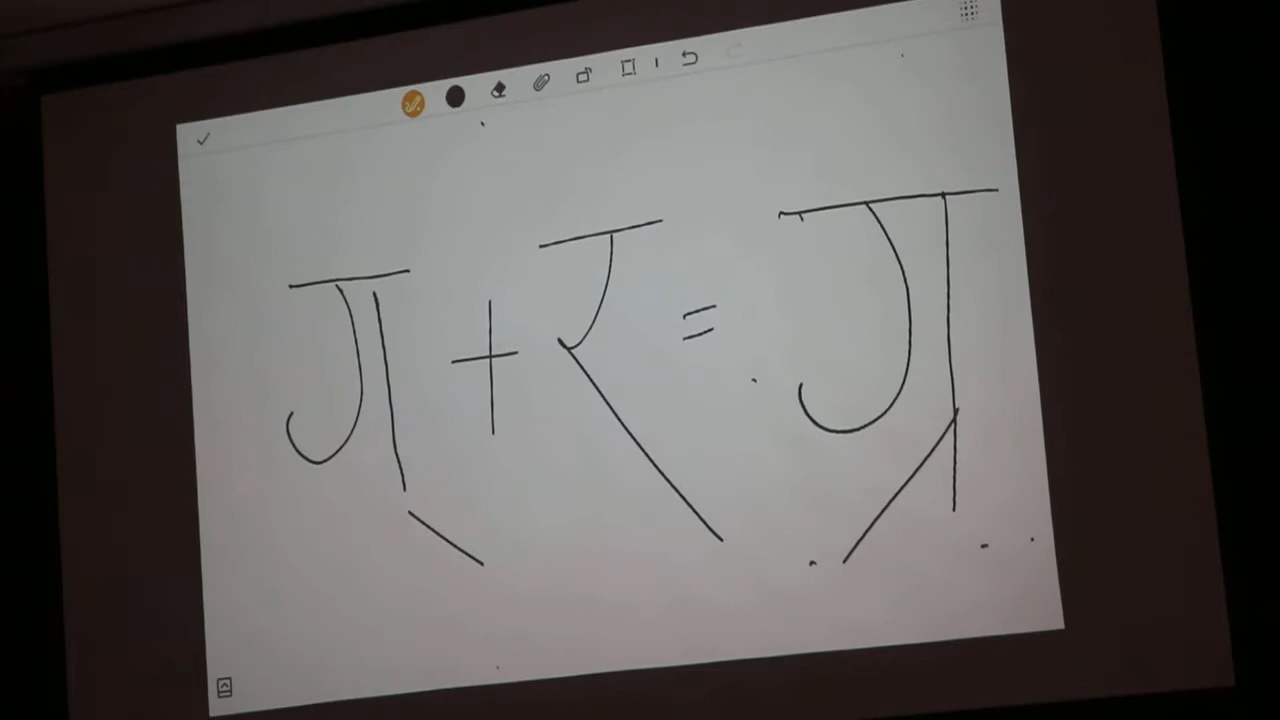 ग् + र = ग्र